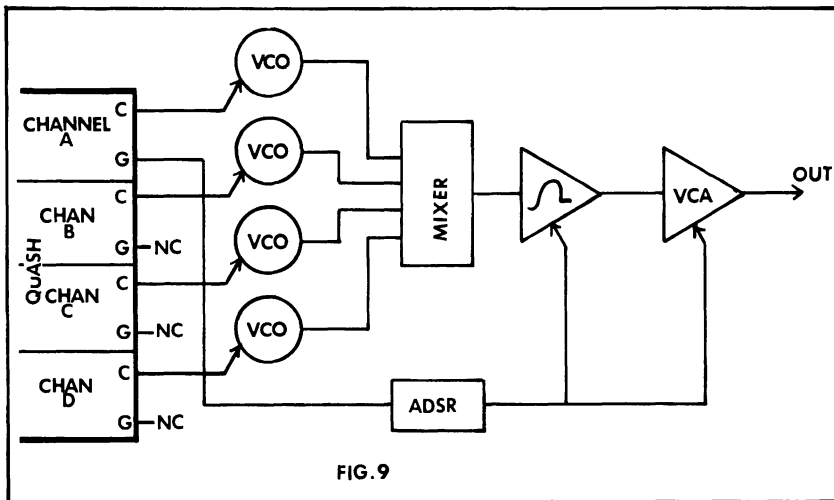 VCO
C
CHANNEL
A
G
VCO
C
CHAN
B
G NC
QUASH
MIXER
VCA
OUT
VCO
C
CHAN
C
G NC
VCO
C
CHAN
D
G NC
ADSR
FIG.9